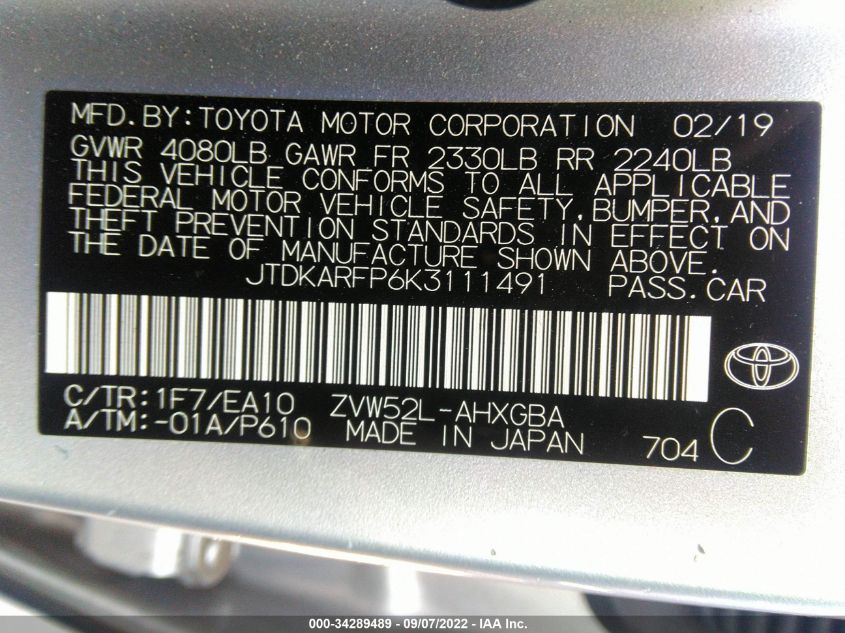 MFD.BY:TOYOTA MOTOR CORPORATION 02/19
GVWR 4080LB GAWR FR 2330LB RR 2240LB
THIS VEHICLE CONFORMS TO ALL APPLICABLE
FEDERAL MOTOR VEHICLE SAFETY,BUMPER,AND
THEFT PREVENTION STANDARDS IN EFFECT ON
THE DATE OF MANUFACTURE SHOWN ABOVE.
JTDKARFP6K3111491 PASS.CAR
C/TR:1F7/EA10 ZVW52L-AHXGBA
A/TM:-01A/P610 MADE IN JAPAN 704 C
000-34289489 - 09/07/2022 - IAA Inc.